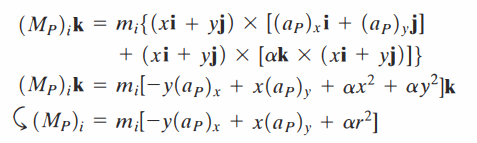 (M_P)_i k = m_i{(xi + yj) × [(a_P)_x i + (a_P)_y j]
+ (xi + yj) × [αk × (xi + yj)]}
(M_P)_i k = m_i[−y(a_P)_x + x(a_P)_y + αx² + αy²]k
↶(M_P)_i = m_i[−y(a_P)_x + x(a_P)_y + αr²]